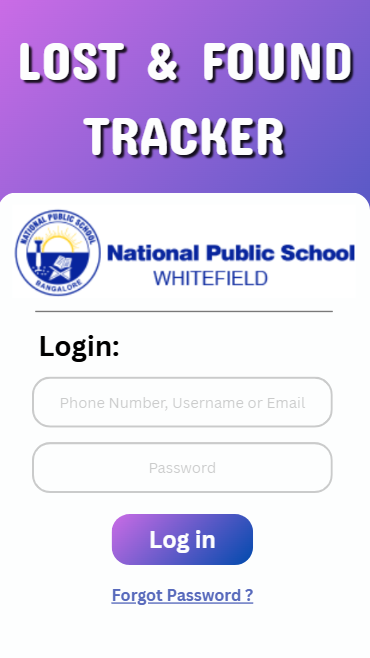 LOST & FOUND
TRACKER
NATIONAL PUBLIC SCHOOL
BANGALORE
National Public School
WHITEFIELD
Login:
Phone Number, Username or Email
Password
Log in
Forgot Password ?